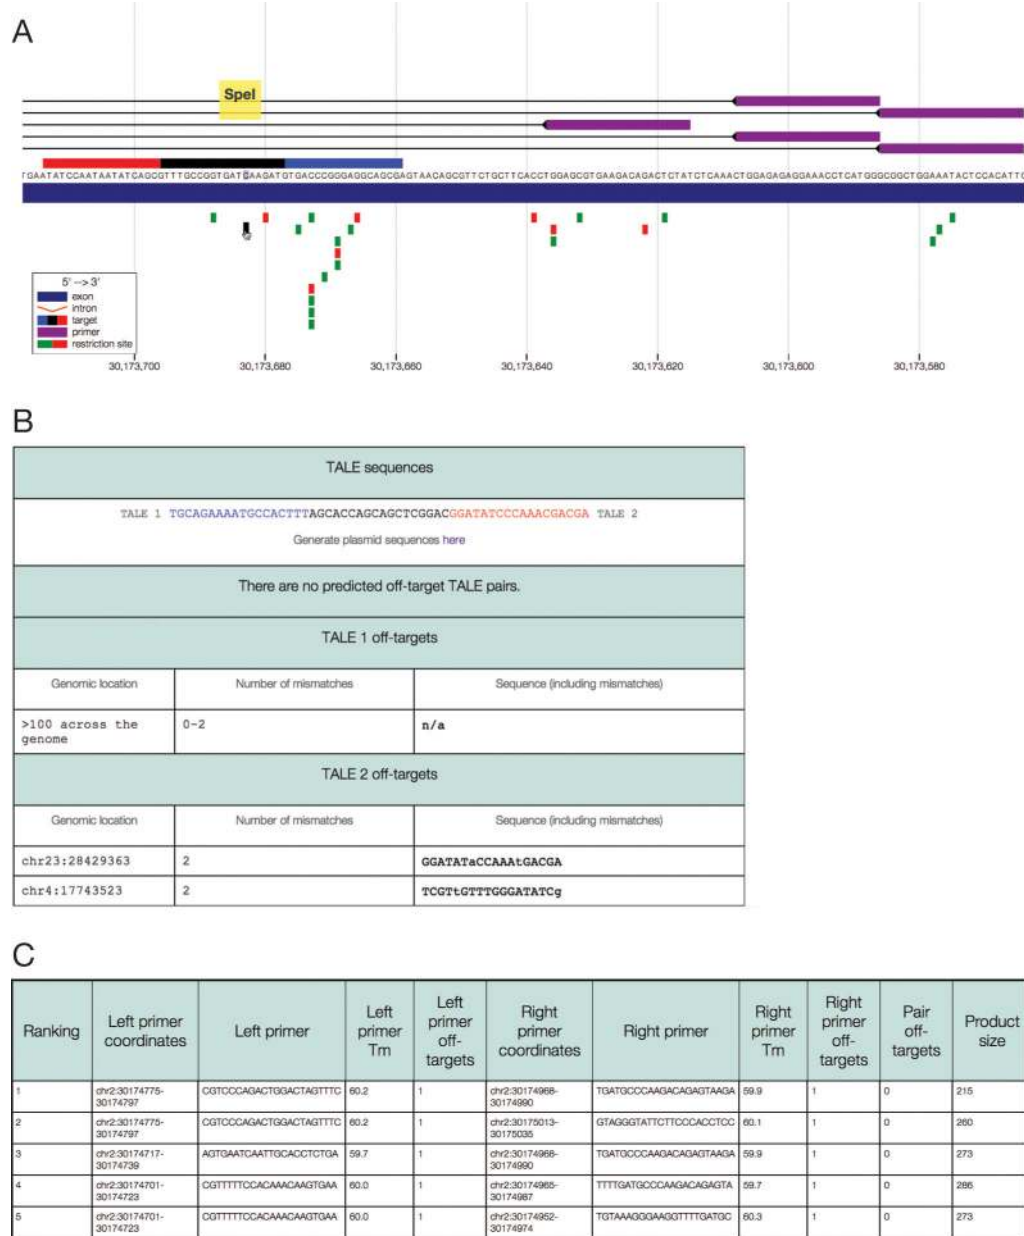 A
SpeI
TGAATATCCAATAATATCAGCGTTTGCCGGTGATCAAGATGTGACCCGGGAGGCAGCGAGTAACAGCGTTCTGCTTCACCTGGAGCGTGAAGACAGACTCTATCTCAAACTGGAGAGAGGAAACCTCATGGGCGGCTGGAAATACTCCACATTC
5' --> 3'
exon
intron
target
primer
restriction site
30,173,700 30,173,680 30,173,660 30,173,640 30,173,620 30,173,600 30,173,580
B
TALE sequences
TALE 1 TGCAGAAAATGCCACTTTAGCACCAGCAGCTCGGACGGATATCCCAAACGACGA TALE 2
Generate plasmid sequences here
There are no predicted off-target TALE pairs.
TALE 1 off-targets
Genomic location Number of mismatches Sequence (including mismatches)
>100 across the genome 0-2 n/a
TALE 2 off-targets
Genomic location Number of mismatches Sequence (including mismatches)
chr23:28429363 2 GGATATaCCAAAtGACGA
chr4:17743523 2 TCGTtGTTTGGGATATCg
C
Ranking Left primer coordinates Left primer Left primer Tm Left primer off-targets Right primer coordinates Right primer Right primer Tm Right primer off-targets Pair off-targets Product size
1 chr2:30174775-30174797 CGTCCCAGACTGGACTAGTTTC 60.2 1 chr2:30174968-30174990 TGATGCCCAAGACAGAGTAAGA 59.9 1 0 215
2 chr2:30174775-30174797 CGTCCCAGACTGGACTAGTTTC 60.2 1 chr2:30175013-30175035 GTAGGGTATTCTTCCCACCTCC 60.1 1 0 260
3 chr2:30174717-30174739 AGTGAATCAATTGCACCTCTGA 59.7 1 chr2:30174968-30174990 TGATGCCCAAGACAGAGTAAGA 59.9 1 0 273
4 chr2:30174701-30174723 CGTTTTTCCACAAACAAGTGAA 60.0 1 chr2:30174965-30174987 TTTTGATGCCCAAGACAGAGTA 59.7 1 0 286
5 chr2:30174701-30174723 CGTTTTTCCACAAACAAGTGAA 60.0 1 chr2:30174952-30174974 TGTAAAGGGAAGGTTTTGATGC 60.3 1 0 273